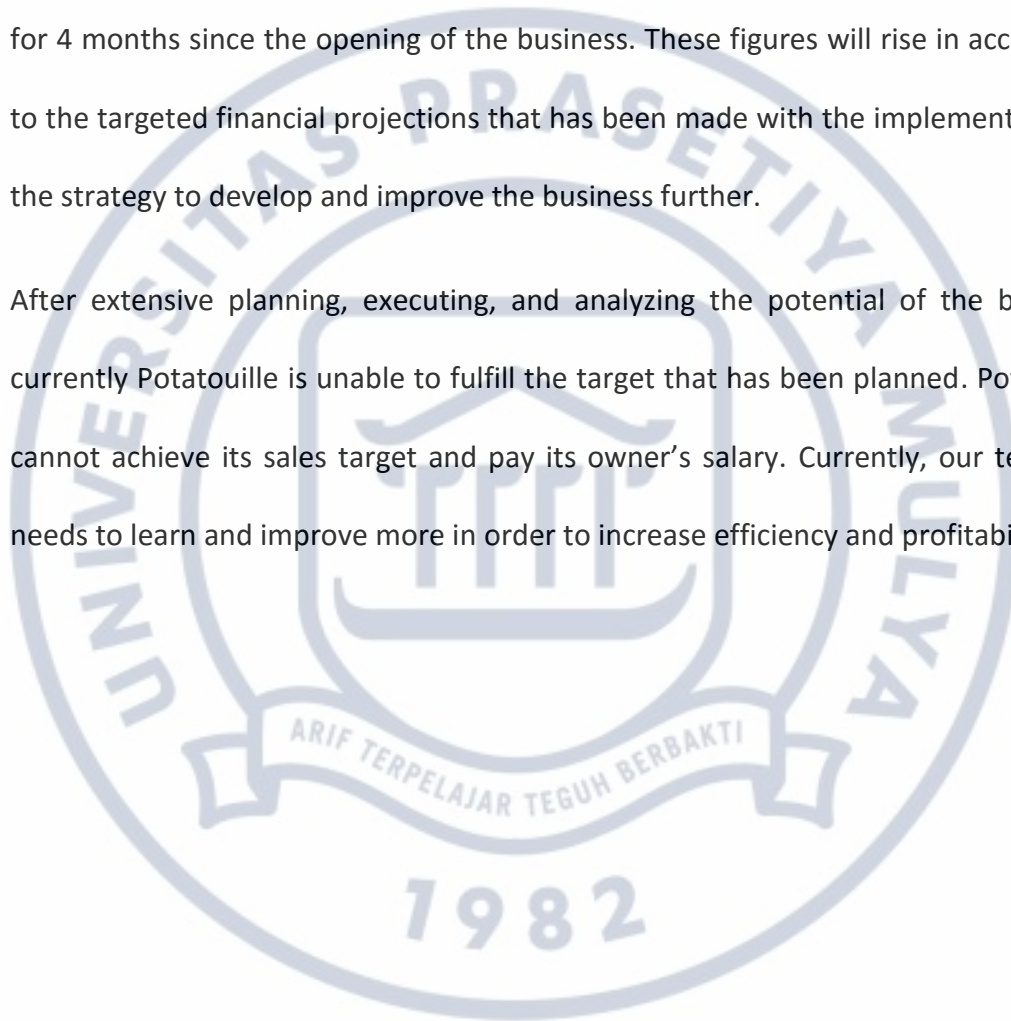 for 4 months since the opening of the business. These figures will rise in acc
to the targeted financial projections that has been made with the implement
the strategy to develop and improve the business further.
After extensive planning, executing, and analyzing the potential of the b
currently Potatouille is unable to fulfill the target that has been planned. Po
cannot achieve its sales target and pay its owner’s salary. Currently, our te
needs to learn and improve more in order to increase efficiency and profitabi
UNIVERSITAS PRASETIYA MULYA
ARIF TERPELAJAR TEGUH BERBAKTI
1982